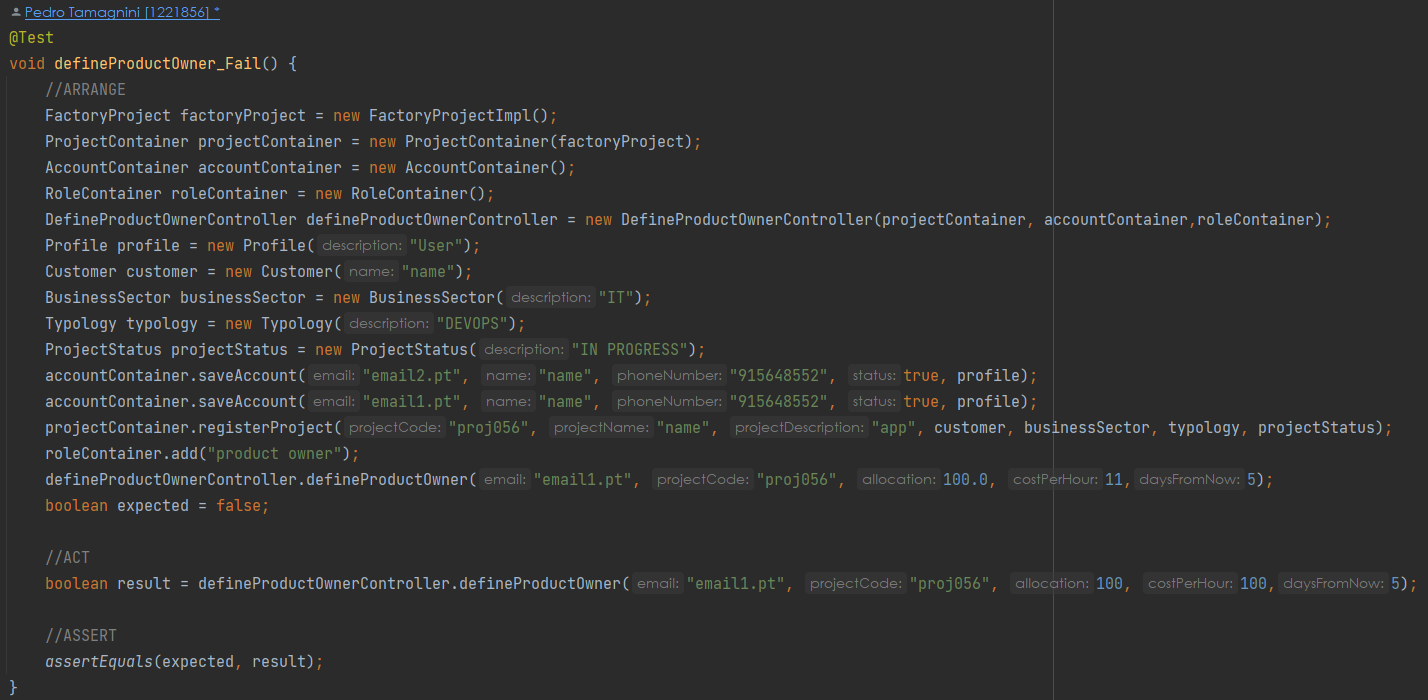 Pedro Tamagnini [1221856] *
@Test
void defineProductOwner_Fail() {
//ARRANGE
FactoryProject factoryProject = new FactoryProjectImpl();
ProjectContainer projectContainer = new ProjectContainer(factoryProject);
AccountContainer accountContainer = new AccountContainer();
RoleContainer roleContainer = new RoleContainer();
DefineProductOwnerController defineProductOwnerController = new DefineProductOwnerController(projectContainer, accountContainer,roleContainer);
Profile profile = new Profile( description: "User");
Customer customer = new Customer( name: "name");
BusinessSector businessSector = new BusinessSector( description: "IT");
Typology typology = new Typology( description: "DEVOPS");
ProjectStatus projectStatus = new ProjectStatus( description: "IN PROGRESS");
accountContainer.saveAccount( email: "email2.pt", name: "name", phoneNumber: "915648552", status: true, profile);
accountContainer.saveAccount( email: "email1.pt", name: "name", phoneNumber: "915648552", status: true, profile);
projectContainer.registerProject( projectCode: "proj056", projectName: "name", projectDescription: "app", customer, businessSector, typology, projectStatus);
roleContainer.add("product owner");
defineProductOwnerController.defineProductOwner( email: "email1.pt", projectCode: "proj056", allocation: 100.0, costPerHour: 11, daysFromNow: 5);
boolean expected = false;
//ACT
boolean result = defineProductOwnerController.defineProductOwner( email: "email1.pt", projectCode: "proj056", allocation: 100, costPerHour: 100, daysFromNow: 5);
//ASSERT
assertEquals(expected, result);
}